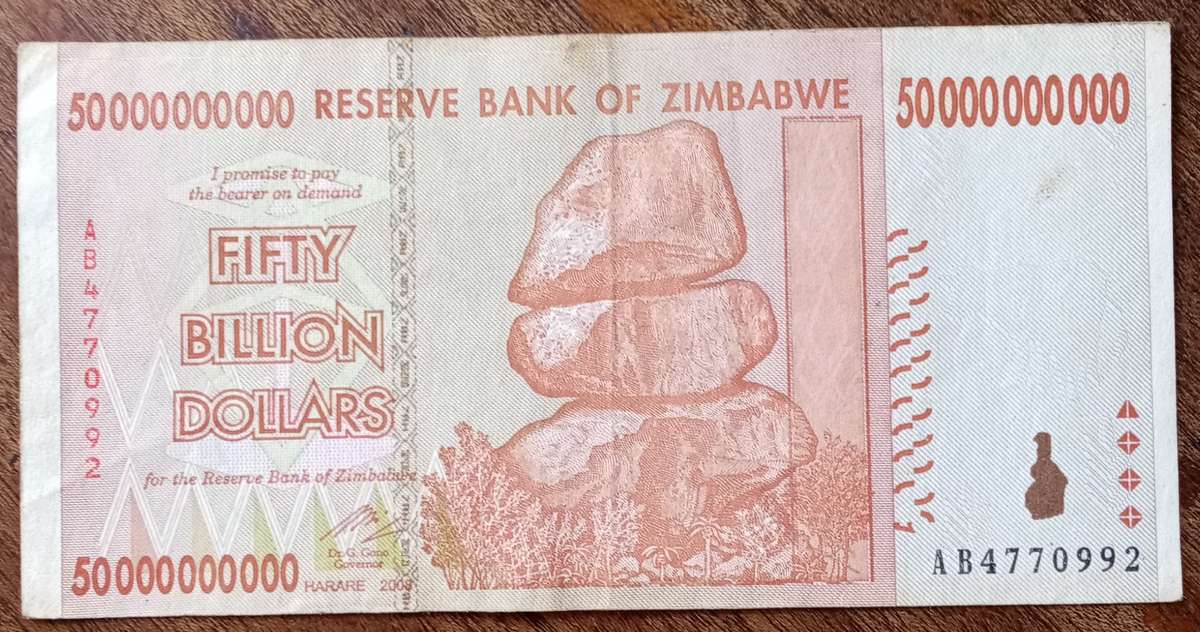 50000000000 RESERVE BANK OF ZIMBABWE 50000000000
I promise to pay
the bearer on demand
FIFTY
BILLION
DOLLARS
for the Reserve Bank of Zimbabwe
Dr. G. Gono
Governor
50000000000 HARARE 2008
AB4770992
AB4770992